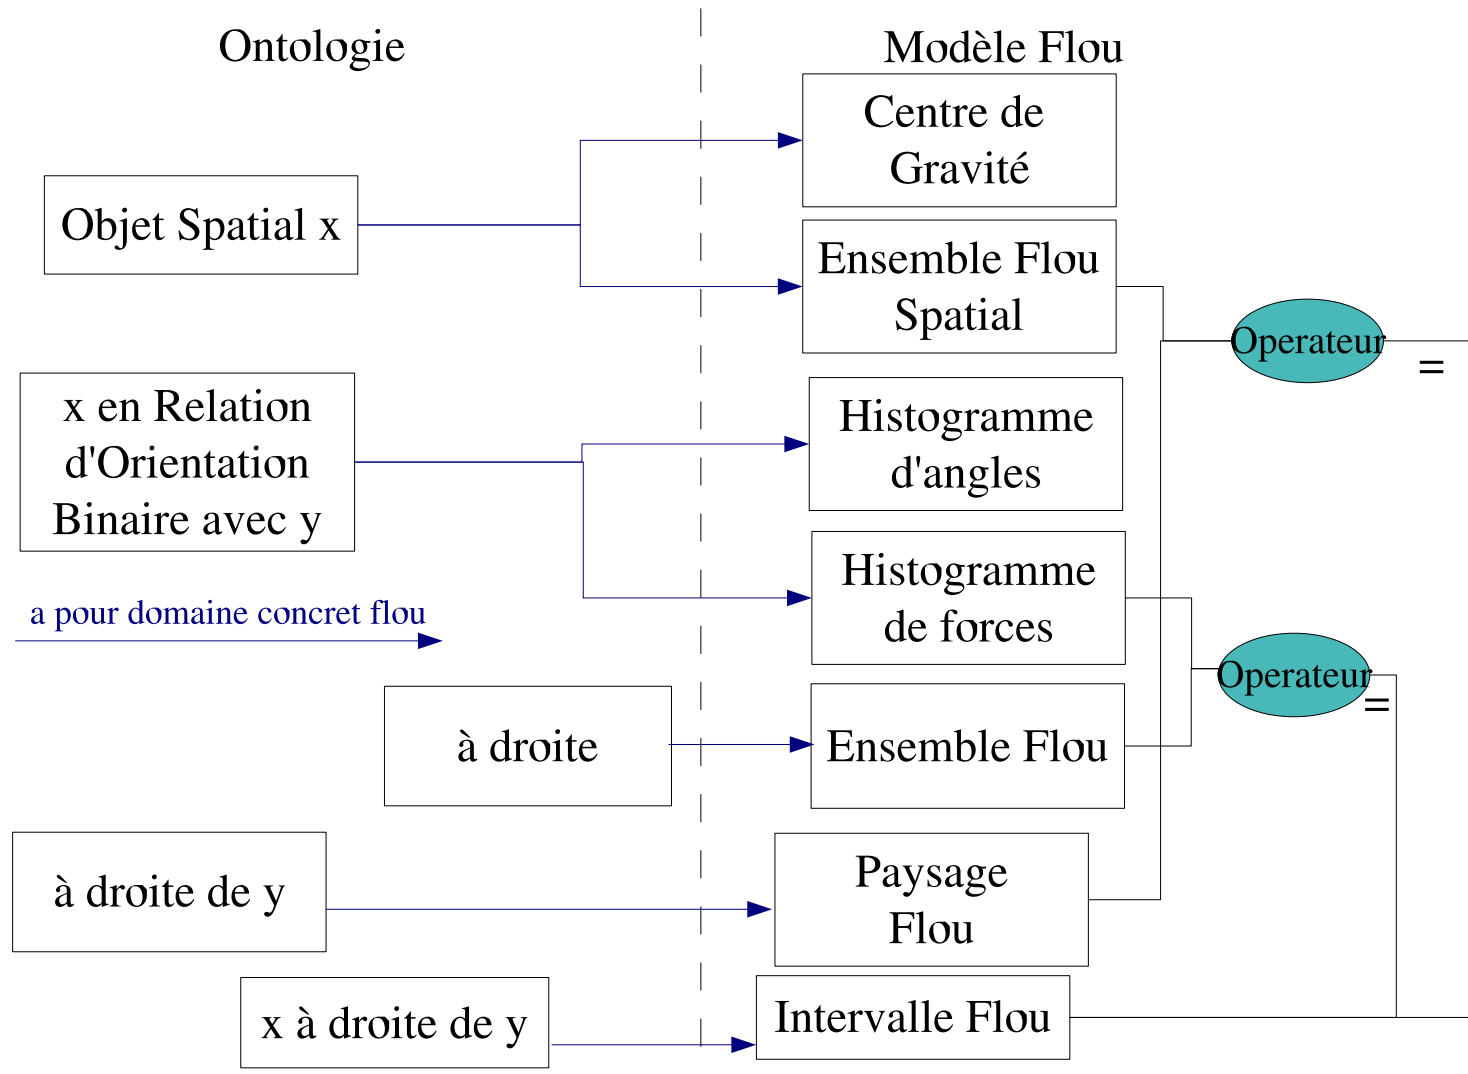 Ontologie
Modèle Flou
Centre de
Gravité
Objet Spatial x
Ensemble Flou
Spatial
Operateur
=
x en Relation
d'Orientation
Binaire avec y
Histogramme
d'angles
Histogramme
de forces
a pour domaine concret flou
Operateur
=
à droite
Ensemble Flou
à droite de y
Paysage
Flou
x à droite de y
Intervalle Flou